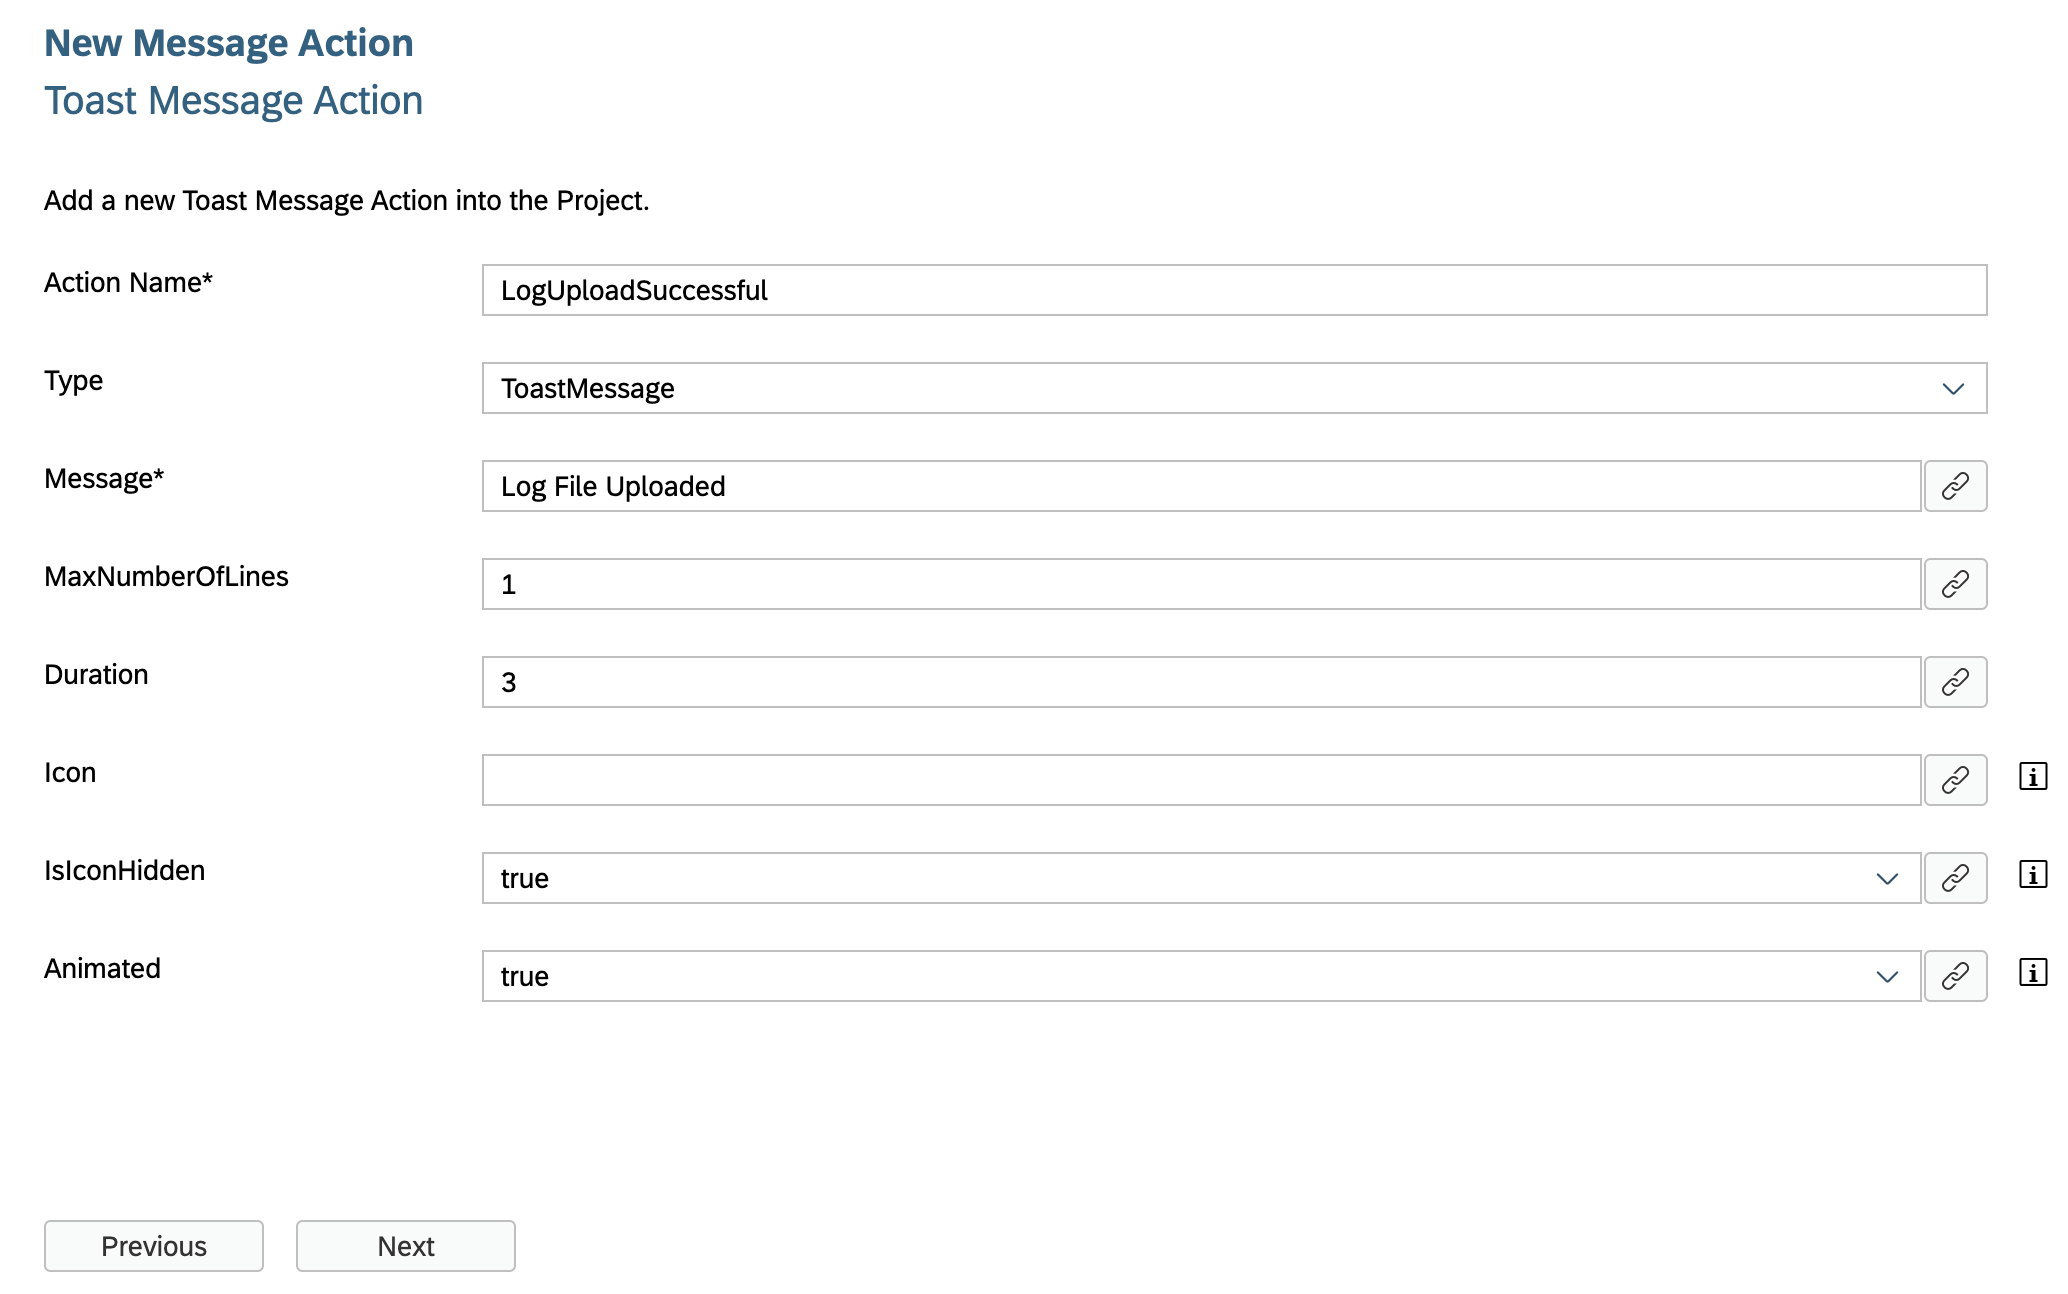 New Message Action
Toast Message Action
Add a new Toast Message Action into the Project.
Action Name*
LogUploadSuccessful
Type
ToastMessage
Message*
Log File Uploaded
MaxNumberOfLines
1
Duration
3
Icon
IsIconHidden
true
Animated
true
Previous Next